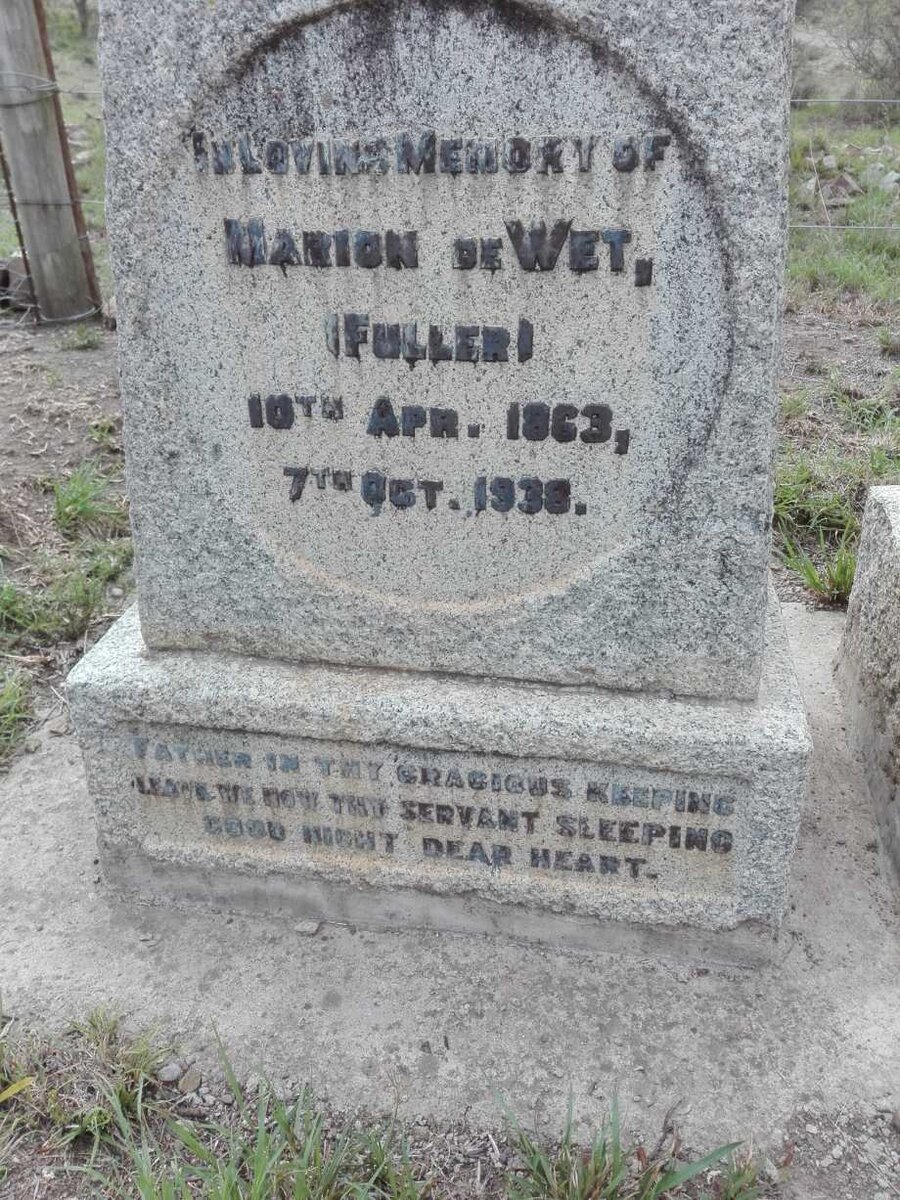 In Loving Memory of
Marion de Wet,
(Fuller)
10th Apr. 1863,
7th Oct. 1938.
Father in Thy gracious keeping
leave we now Thy servant sleeping
Good night dear heart.